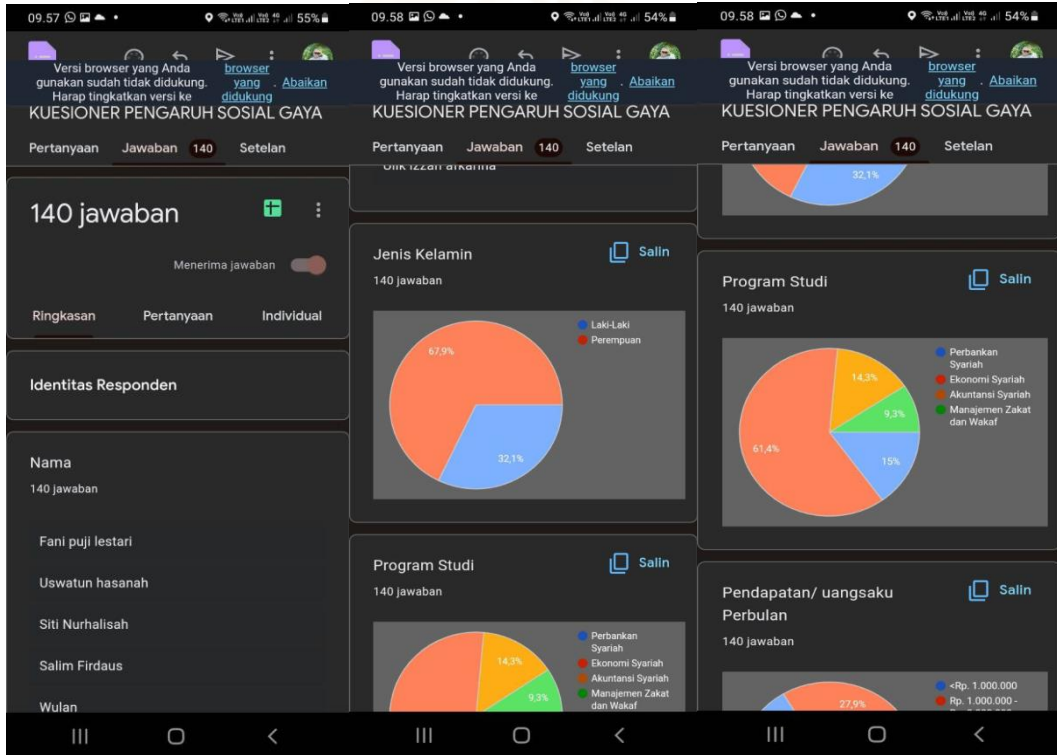 09.57
55%
Versi browser yang Anda
gunakan sudah tidak didukung.
Harap tingkatkan versi ke
browser
yang
didukung
.
Abaikan
KUESIONER PENGARUH SOSIAL GAYA
Pertanyaan Jawaban 140 Setelan
140 jawaban
Menerima jawaban
Ringkasan Pertanyaan Individual
Identitas Responden
Nama
140 jawaban
Fani puji lestari
Uswatun hasanah
Siti Nurhalisah
Salim Firdaus
Wulan
09.58
54%
Versi browser yang Anda
gunakan sudah tidak didukung.
Harap tingkatkan versi ke
browser
yang
didukung
.
Abaikan
KUESIONER PENGARUH SOSIAL GAYA
Pertanyaan Jawaban 140 Setelan
Jenis Kelamin
Salin
140 jawaban
67,9%
32,1%
Laki-Laki
Perempuan
Program Studi
Salin
140 jawaban
14,3%
9,3%
Perbankan
Syariah
Ekonomi Syariah
Akuntansi Syariah
Manajemen Zakat
dan Wakaf
09.58
54%
Versi browser yang Anda
gunakan sudah tidak didukung.
Harap tingkatkan versi ke
browser
yang
didukung
.
Abaikan
KUESIONER PENGARUH SOSIAL GAYA
Pertanyaan Jawaban 140 Setelan
32,1%
Program Studi
Salin
140 jawaban
14,3%
9,3%
61,4%
15%
Perbankan
Syariah
Ekonomi Syariah
Akuntansi Syariah
Manajemen Zakat
dan Wakaf
Pendapatan/ uangsaku
Perbulan
Salin
140 jawaban
27,9%
<Rp. 1.000.000
Rp. 1.000.000 -